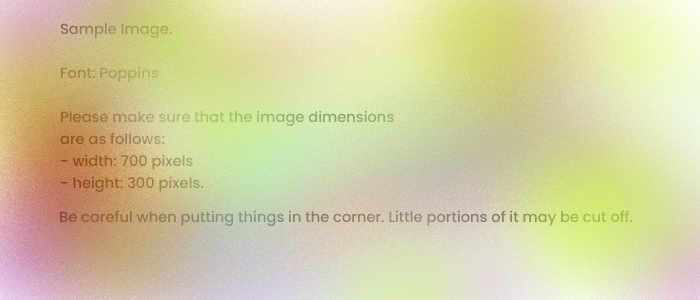 Sample Image.
Font: Poppins
Please make sure that the image dimensions
are as follows:
- width: 700 pixels
- height: 300 pixels.
Be careful when putting things in the corner. Little portions of it may be cut off.